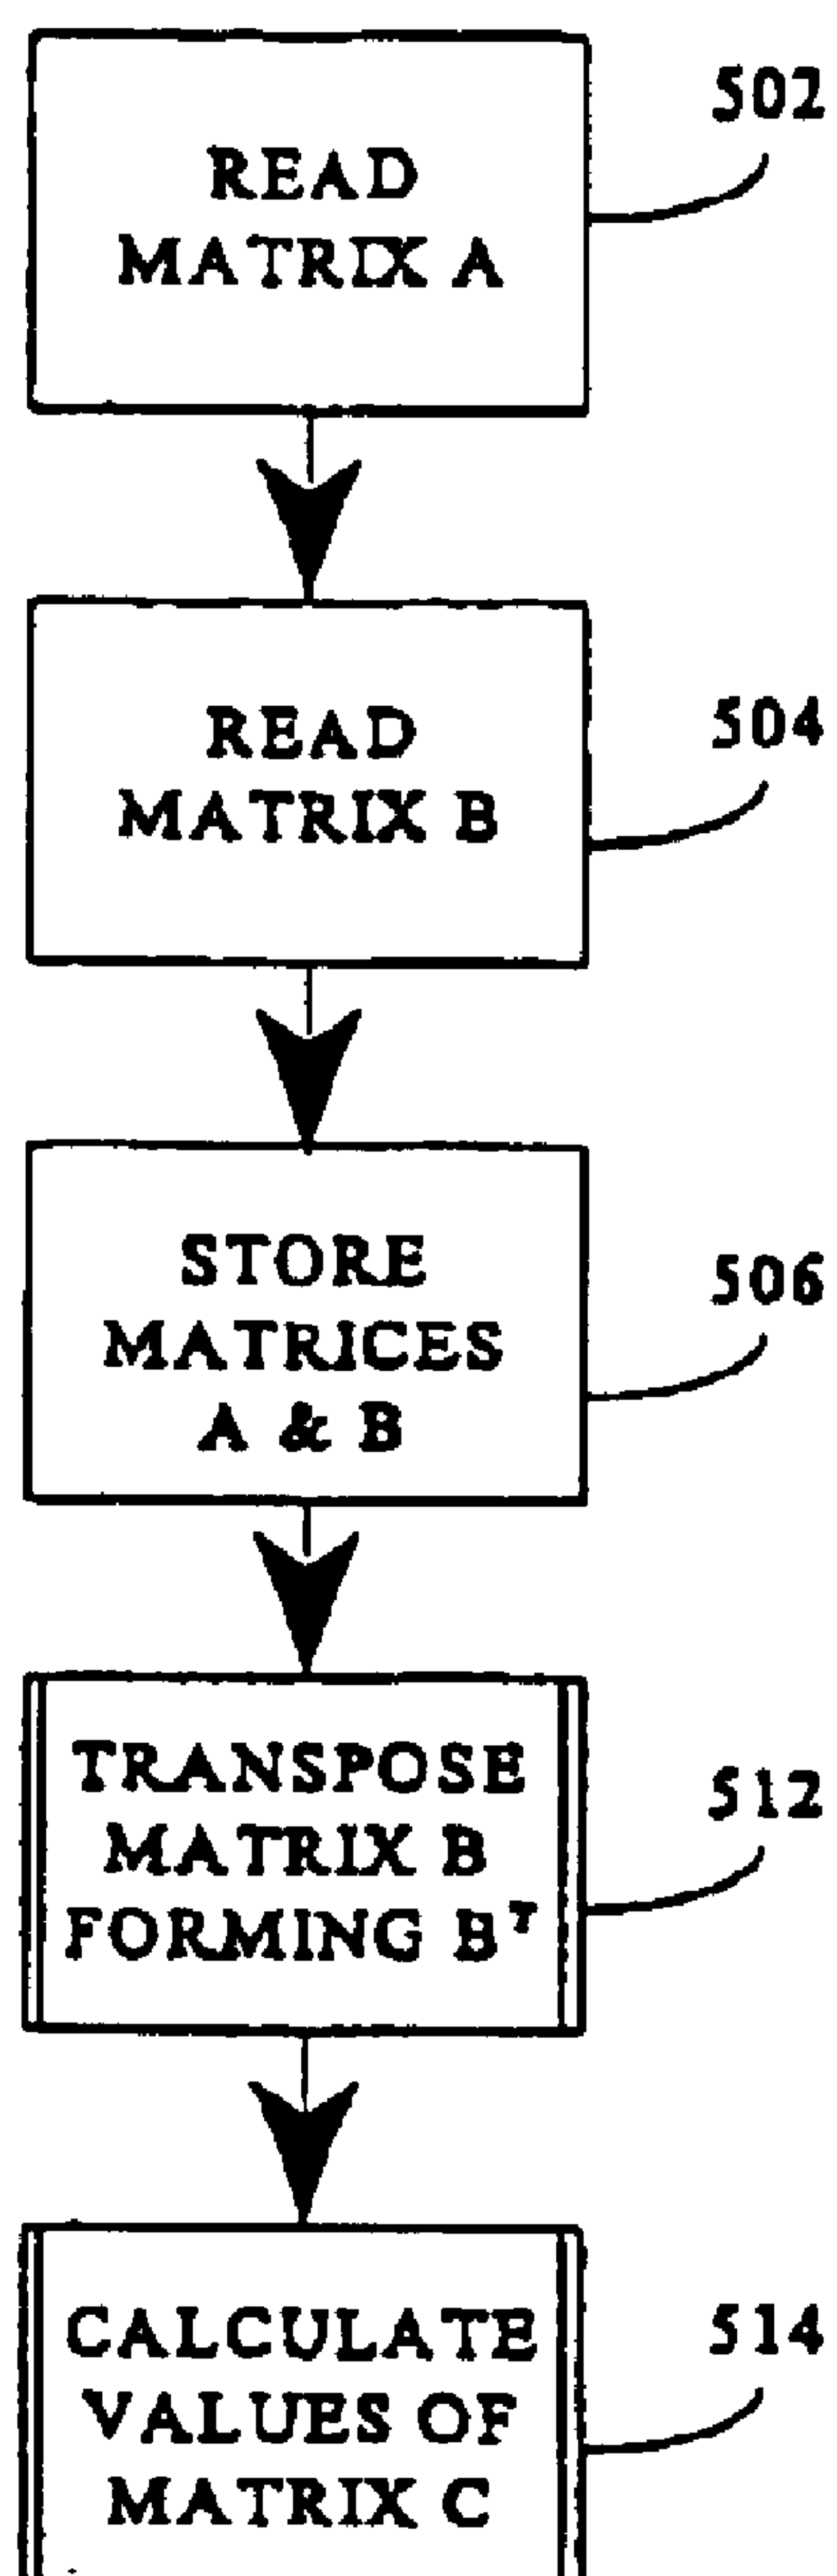 READ
MATRIX A
502
READ
MATRIX B
504
STORE
MATRICES
A & B
506
TRANSPOSE
MATRIX B
FORMING Bᵀ
512
CALCULATE
VALUES OF
MATRIX C
514